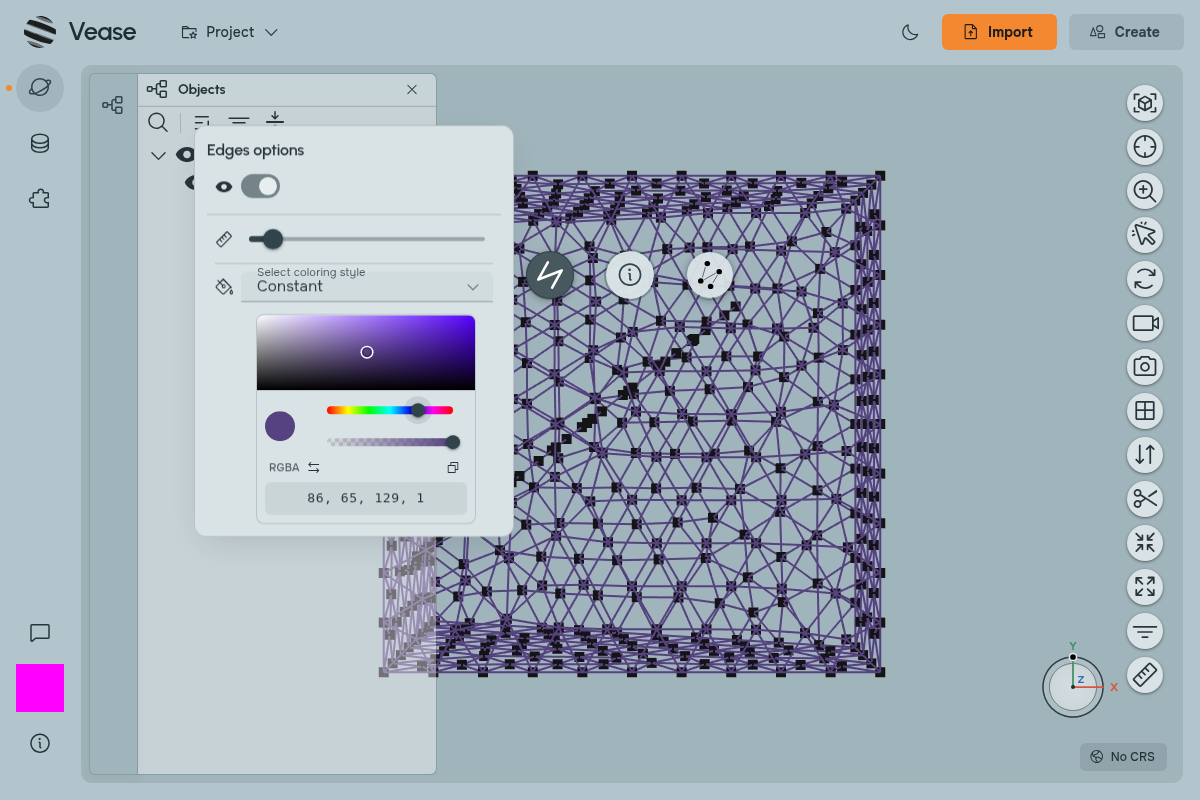 Vease
Project
Import
Create
Objects
Edges options
Select coloring style
Constant
RGBA
86, 65, 129, 1
Y
Z
X
No CRS